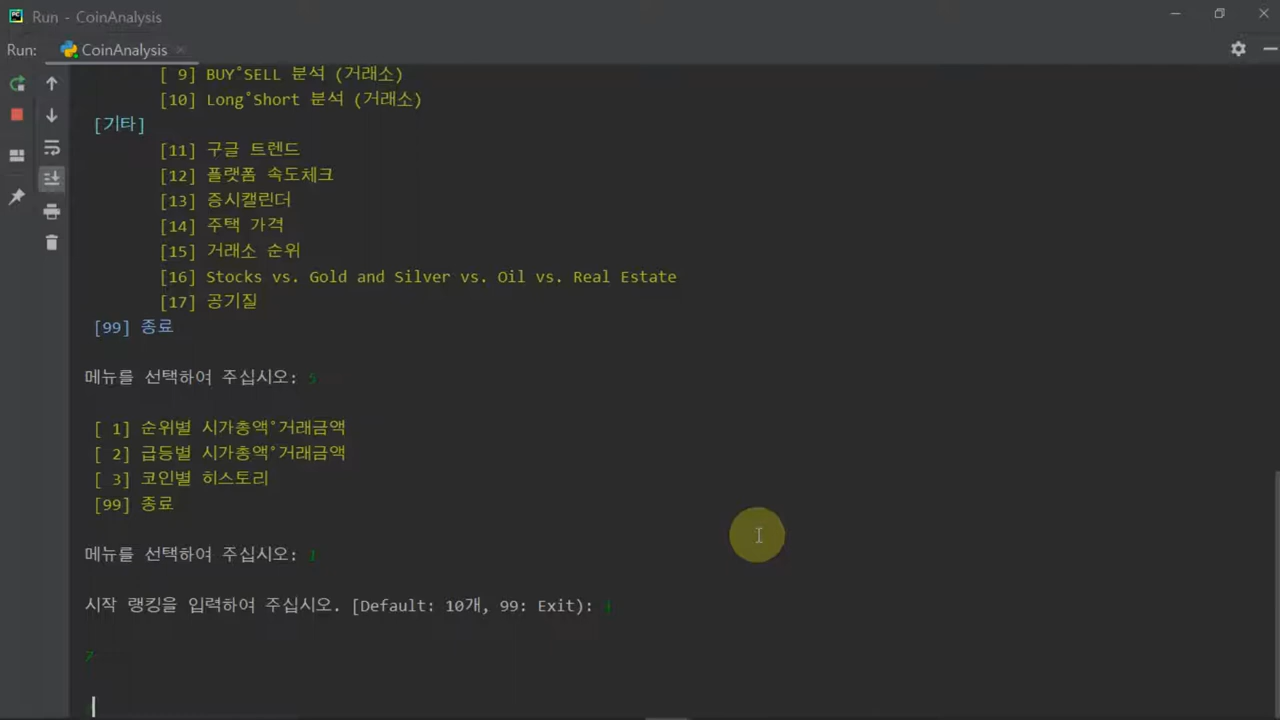 Run - CoinAnalysis
Run: CoinAnalysis
[ 9] BUY˚SELL 분석 (거래소)
[10] Long˚Short 분석 (거래소)
[기타]
[11] 구글 트렌드
[12] 플랫폼 속도체크
[13] 증시캘린더
[14] 주택 가격
[15] 거래소 순위
[16] Stocks vs. Gold and Silver vs. Oil vs. Real Estate
[17] 공기질
[99] 종료
메뉴를 선택하여 주십시오: 5
[ 1] 순위별 시가총액˚거래금액
[ 2] 급등별 시가총액˚거래금액
[ 3] 코인별 히스토리
[99] 종료
메뉴를 선택하여 주십시오: 1
시작 랭킹을 입력하여 주십시오. [Default: 10개, 99: Exit):